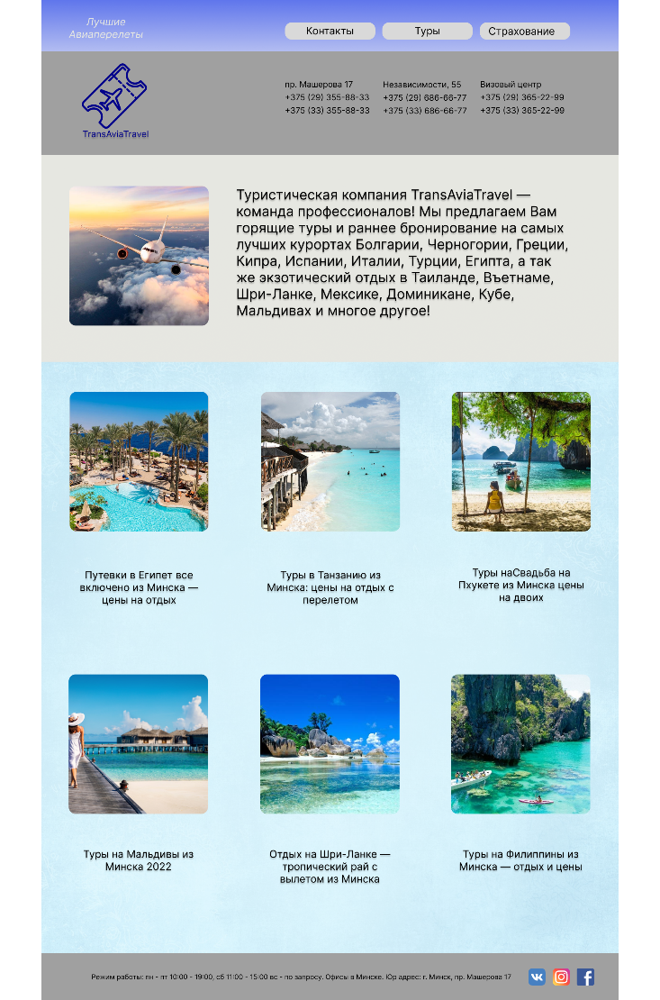 Лучшие
Авиаперелеты
Контакты
Туры
Страхование
TransAviaTravel
пр. Машерова 17
+375 (29) 355-88-33
+375 (33) 355-88-33
Независимости, 55
+375 (29) 686-66-77
+375 (33) 686-66-77
Визовый центр
+375 (29) 365-22-99
+375 (33) 365-22-99
Туристическая компания TransAviaTravel —
команда профессионалов! Мы предлагаем Вам
горящие туры и раннее бронирование на самых
лучших курортах Болгарии, Черногории, Греции,
Кипра, Испании, Италии, Турции, Египта, а так
же экзотический отдых в Таиланде, Въетнаме,
Шри-Ланке, Мексике, Доминикане, Кубе,
Мальдивах и многое другое!
Путевки в Египет все
включено из Минска —
цены на отдых
Туры в Танзанию из
Минска: цены на отдых с
перелетом
Туры наСвадьба на
Пхукете из Минска цены
на двоих
Туры на Мальдивы из
Минска 2022
Отдых на Шри-Ланке —
тропический рай с
вылетом из Минска
Туры на Филиппины из
Минска — отдых и цены
Режим работы: пн - пт 10:00 - 19:00, сб 11:00 - 15:00 вс - по запросу. Офисы в Минске. Юр адрес: г. Минск, пр. Машерова 17